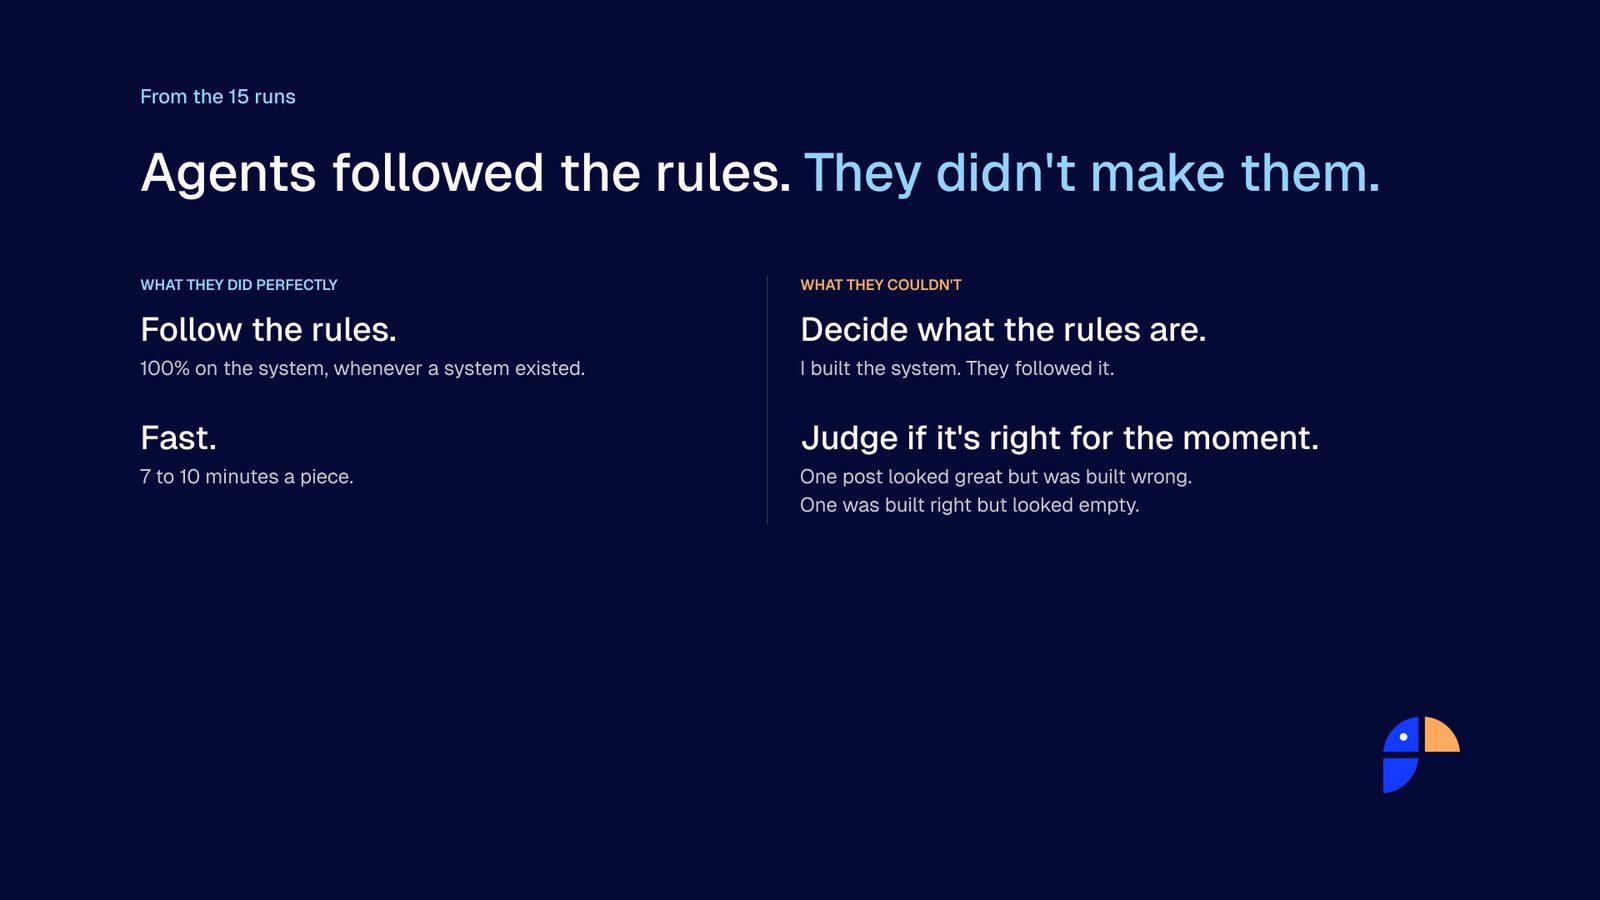 From the 15 runs
Agents followed the rules. They didn't make them.
WHAT THEY DID PERFECTLY
Follow the rules.
100% on the system, whenever a system existed.
Fast.
7 to 10 minutes a piece.
WHAT THEY COULDN'T
Decide what the rules are.
I built the system. They followed it.
Judge if it's right for the moment.
One post looked great but was built wrong.
One was built right but looked empty.